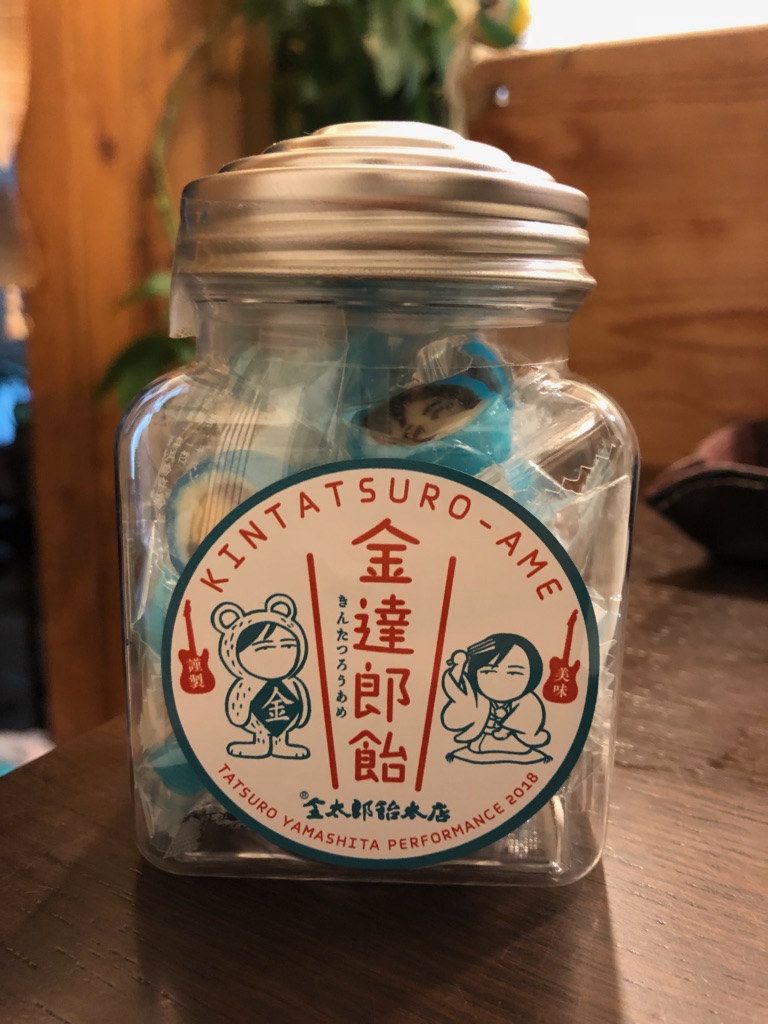 KINTATSURO-AME
金達郎飴
きんたつろうあめ
謹製
美味
金
®金太郎飴本店
TATSURO YAMASHITA PERFORMANCE 2018